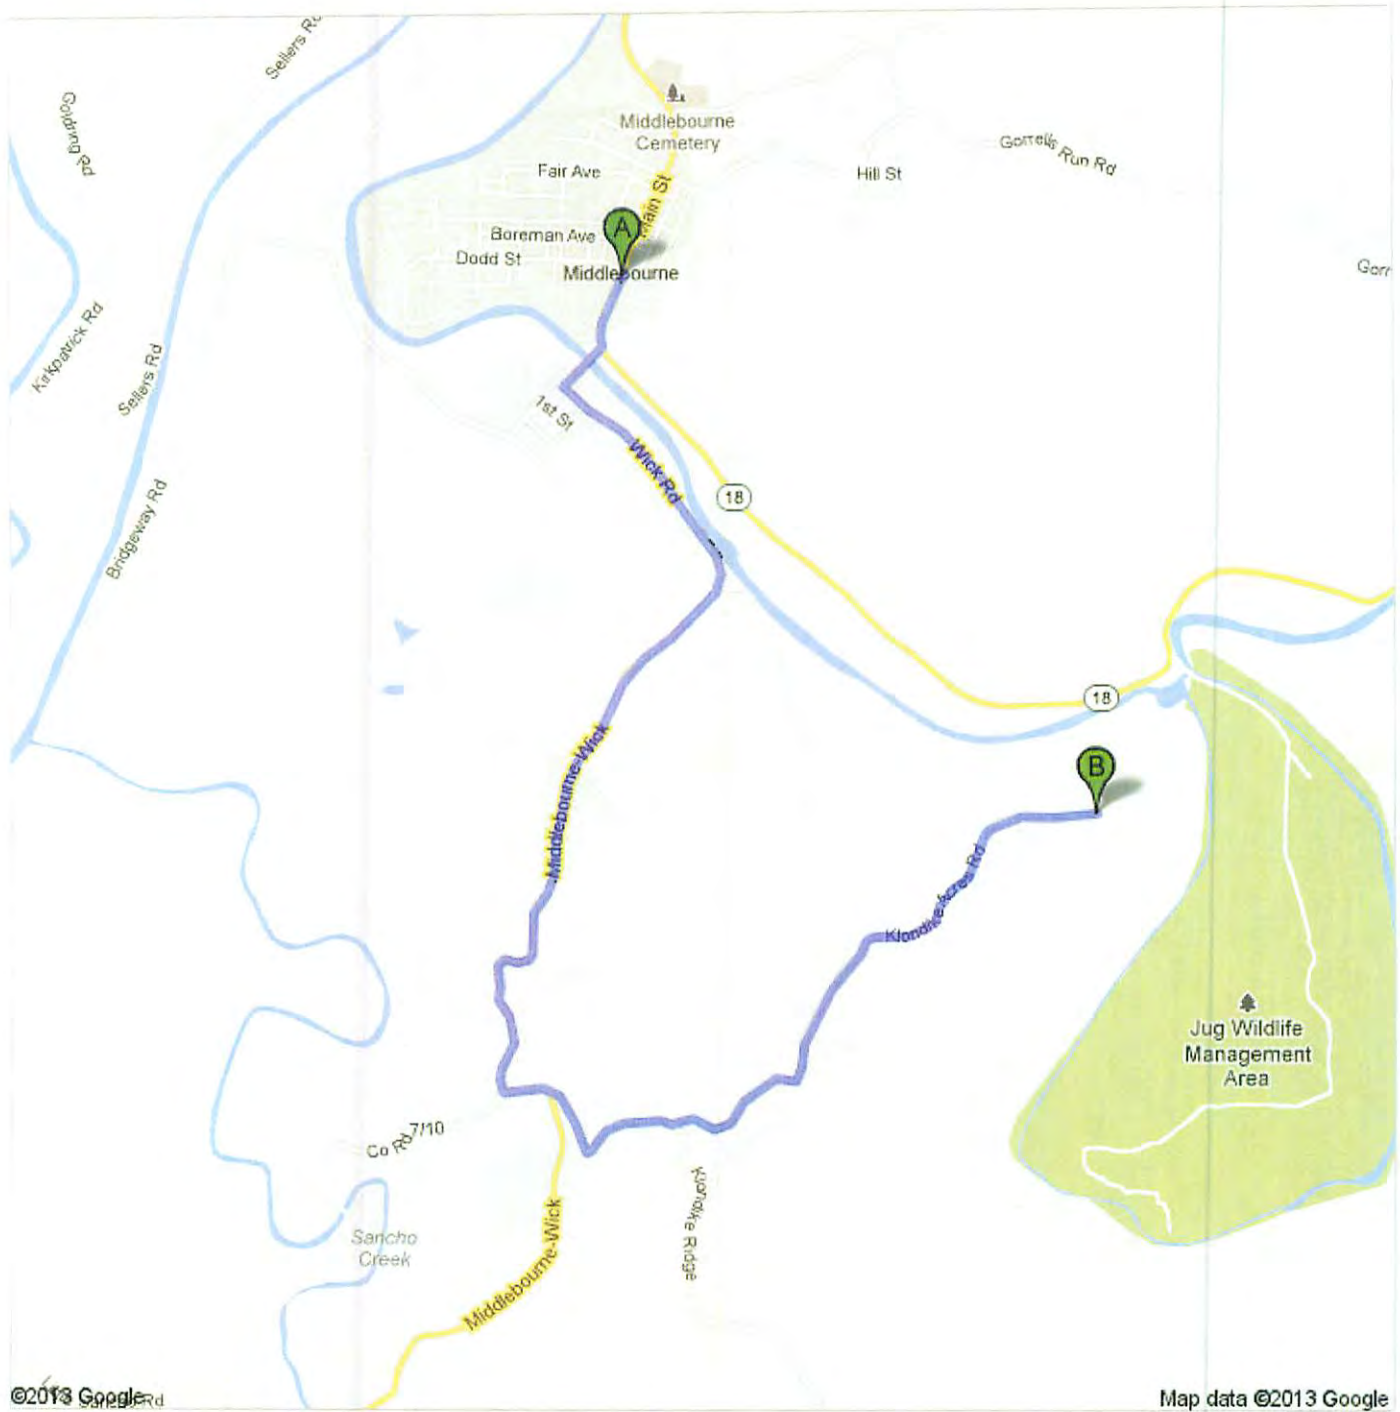 Sellers Rd
Golding Rd
Middlebourne
Cemetery
Gorrells Run Rd
Fair Ave
Hill St
Main St
A
Boreman Ave
Dodd St
Middlebourne
Gorr
Kirkpatrick Rd
Sellers Rd
1st St
Wick Rd
18
Bridgeway Rd
18
Middlebourne-Wick
B
Klondike Acres Rd
Jug Wildlife
Management
Area
Co Rd 7/10
Klondike Ridge
Sancho
Creek
Middlebourne-Wick
©2013 Google
Sancho Rd
Map data ©2013 Google